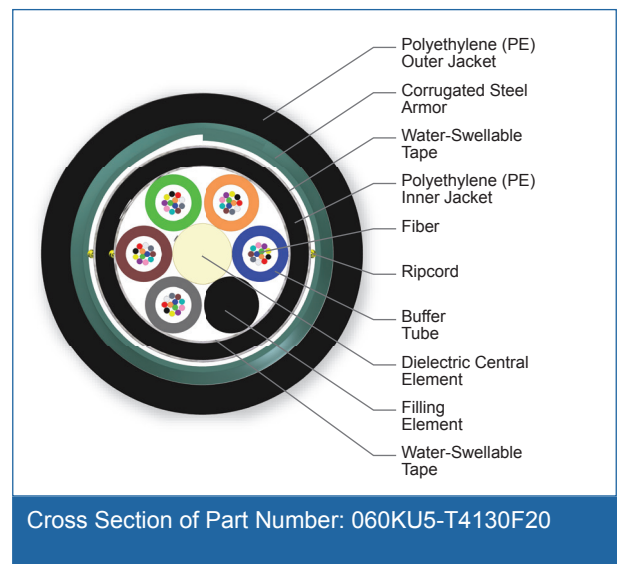 Polyethylene (PE)
Outer Jacket
Corrugated Steel
Armor
Water-Swellable
Tape
Polyethylene (PE)
Inner Jacket
Fiber
Ripcord
Buffer
Tube
Dielectric Central
Element
Filling
Element
Water-Swellable
Tape
Cross Section of Part Number: 060KU5-T4130F20